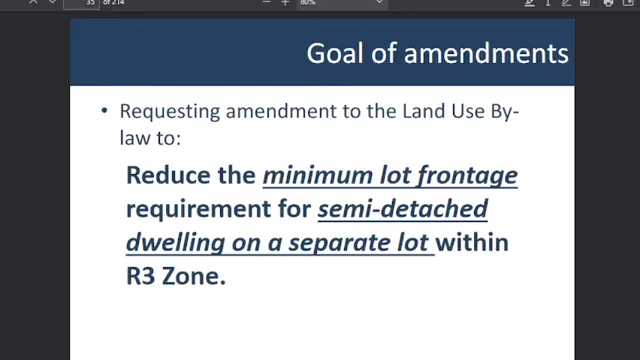 35 of 214
80%
Goal of amendments
• Requesting amendment to the Land Use By-
law to:
Reduce the minimum lot frontage
requirement for semi-detached
dwelling on a separate lot within
R3 Zone.